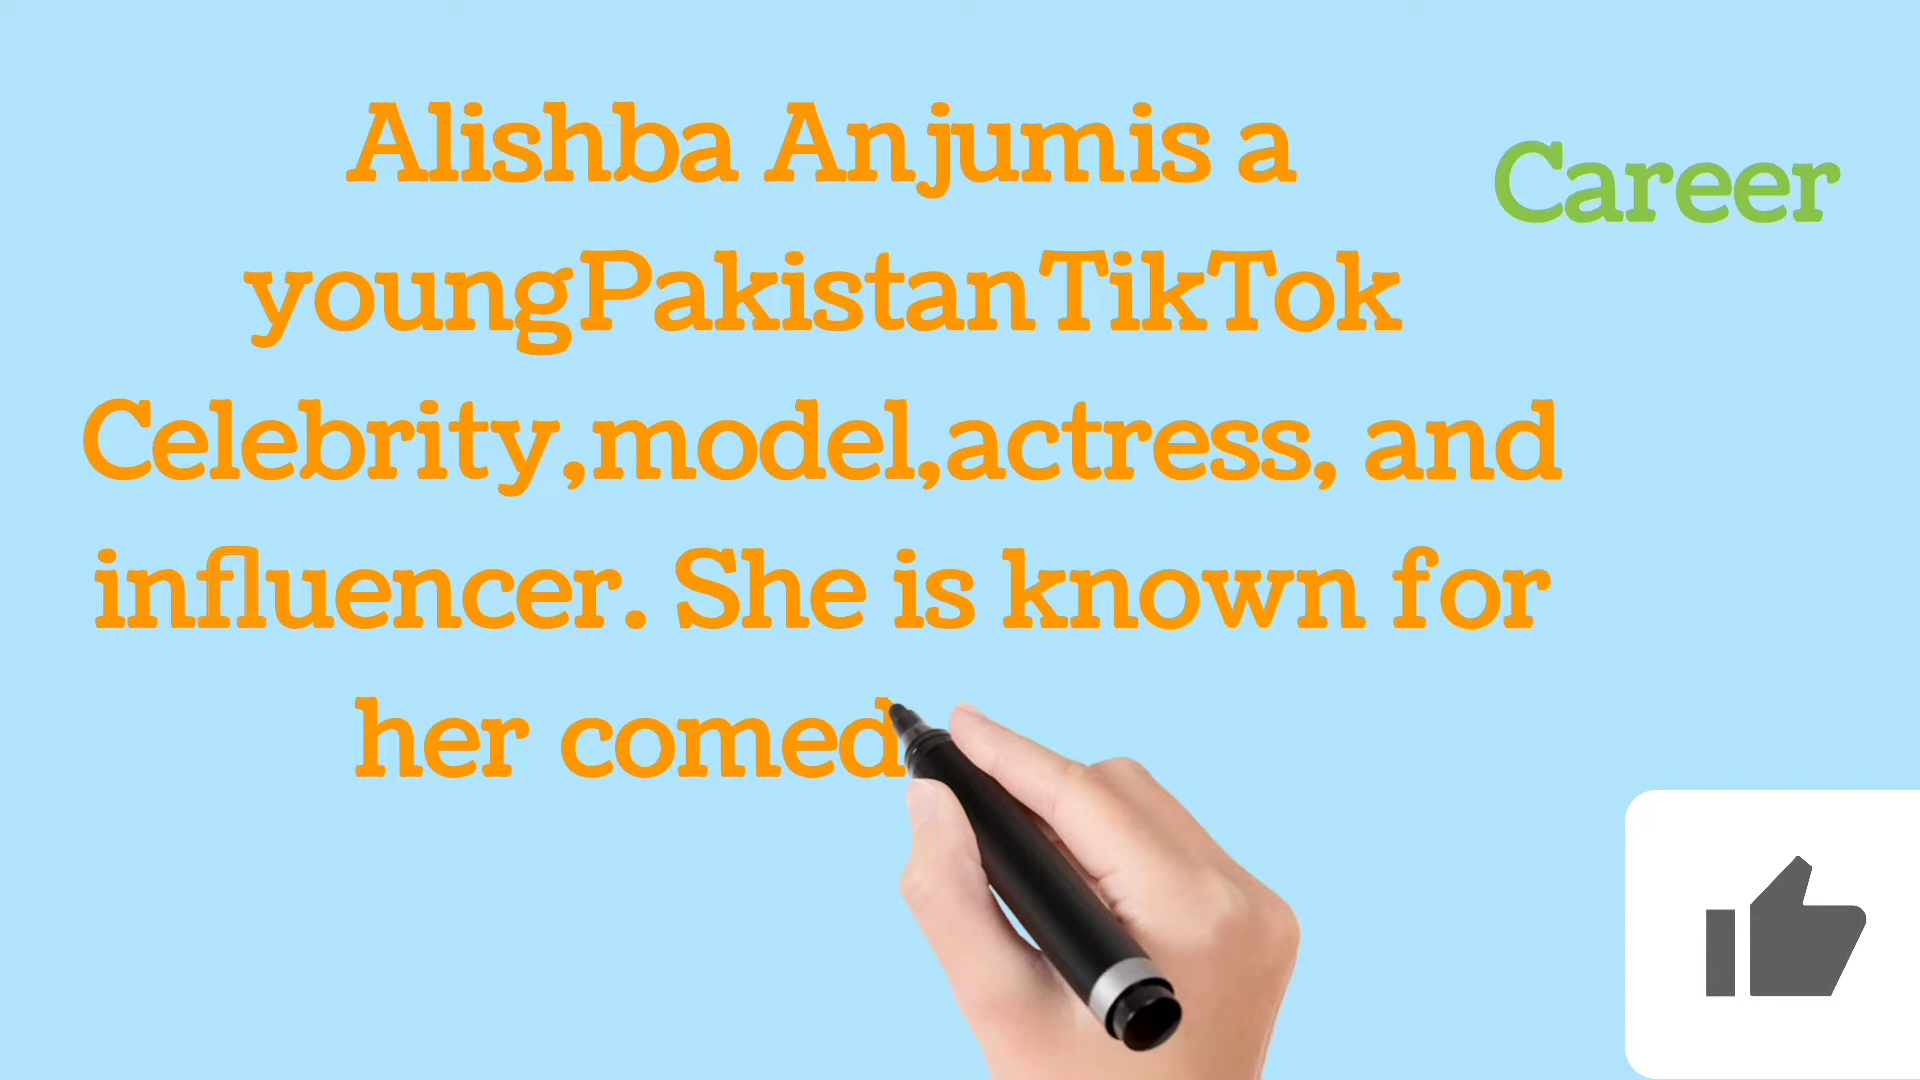 Alishba Anjumis a
youngPakistanTikTok
Celebrity,model,actress, and
influencer. She is known for
her comed
Career